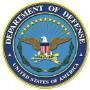 DEPARTMENT OF DEFENSE
UNITED STATES OF AMERICA